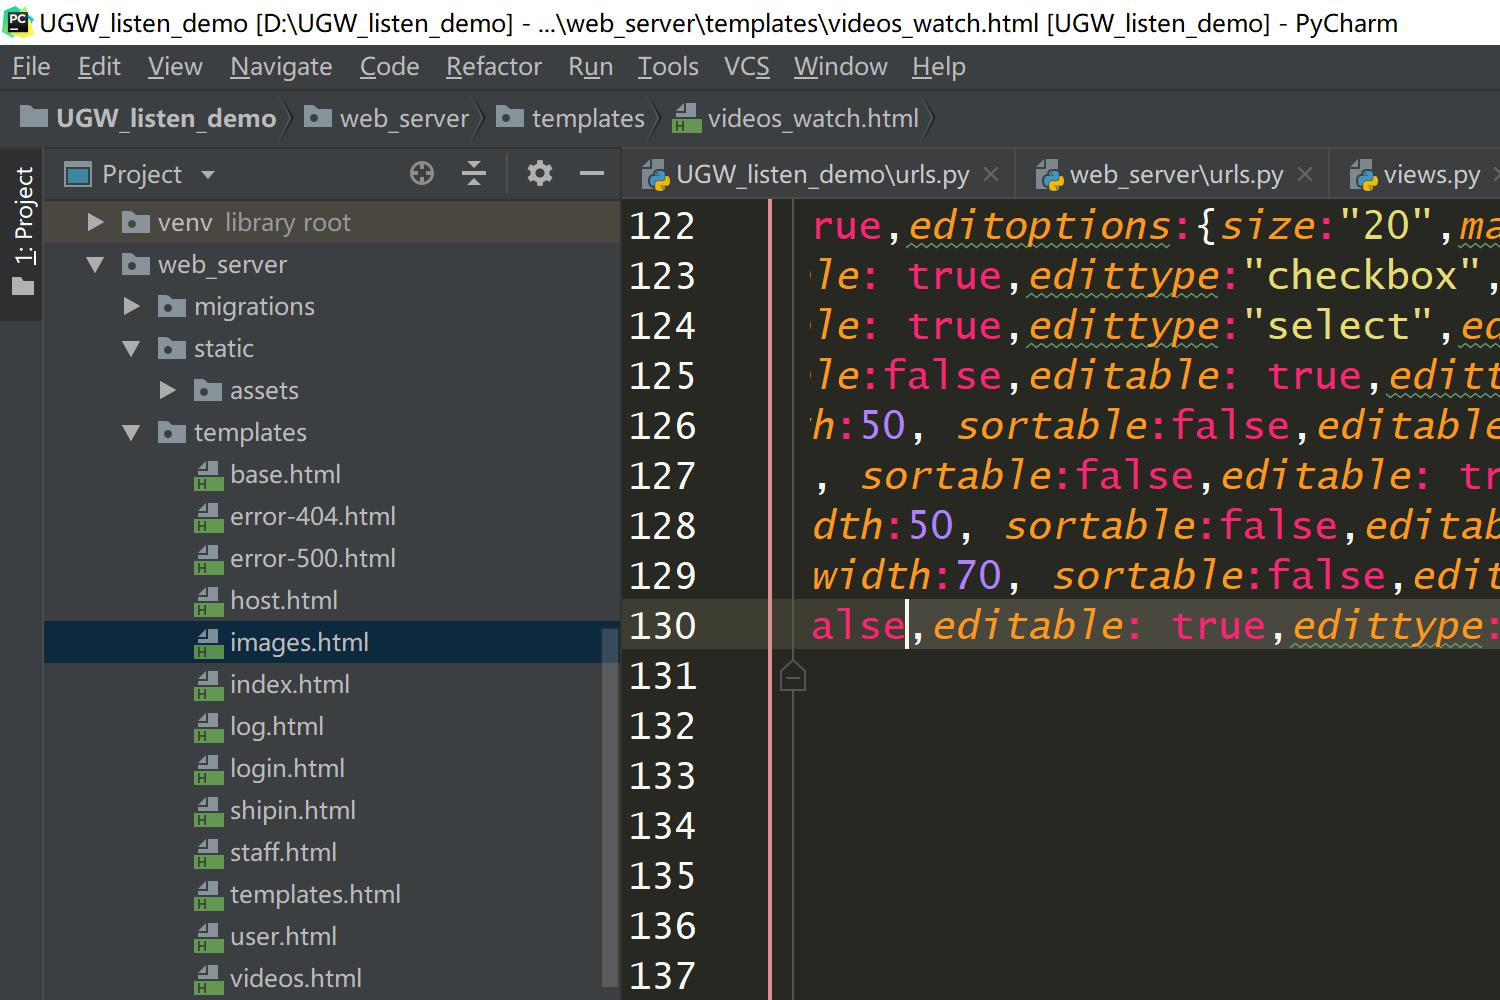 UGW_listen_demo [D:\UGW_listen_demo] - ...\web_server\templates\videos_watch.html [UGW_listen_demo] - PyCharm
File Edit View Navigate Code Refactor Run Tools VCS Window Help
UGW_listen_demo web_server templates videos_watch.html
1: Project
Project
venv library root
web_server
migrations
static
assets
templates
base.html
error-404.html
error-500.html
host.html
images.html
index.html
log.html
login.html
shipin.html
staff.html
templates.html
user.html
videos.html
UGW_listen_demo\urls.py web_server\urls.py views.py
122 rue,editoptions:{size:"20",ma
123 le: true,edittype:"checkbox",
124 le: true,edittype:"select",ed
125 le:false,editable: true,editt
126 h:50, sortable:false,editable
127 , sortable:false,editable: tr
128 dth:50, sortable:false,editab
129 width:70, sortable:false,edit
130 alse,editable: true,edittype:
131
132
133
134
135
136
137